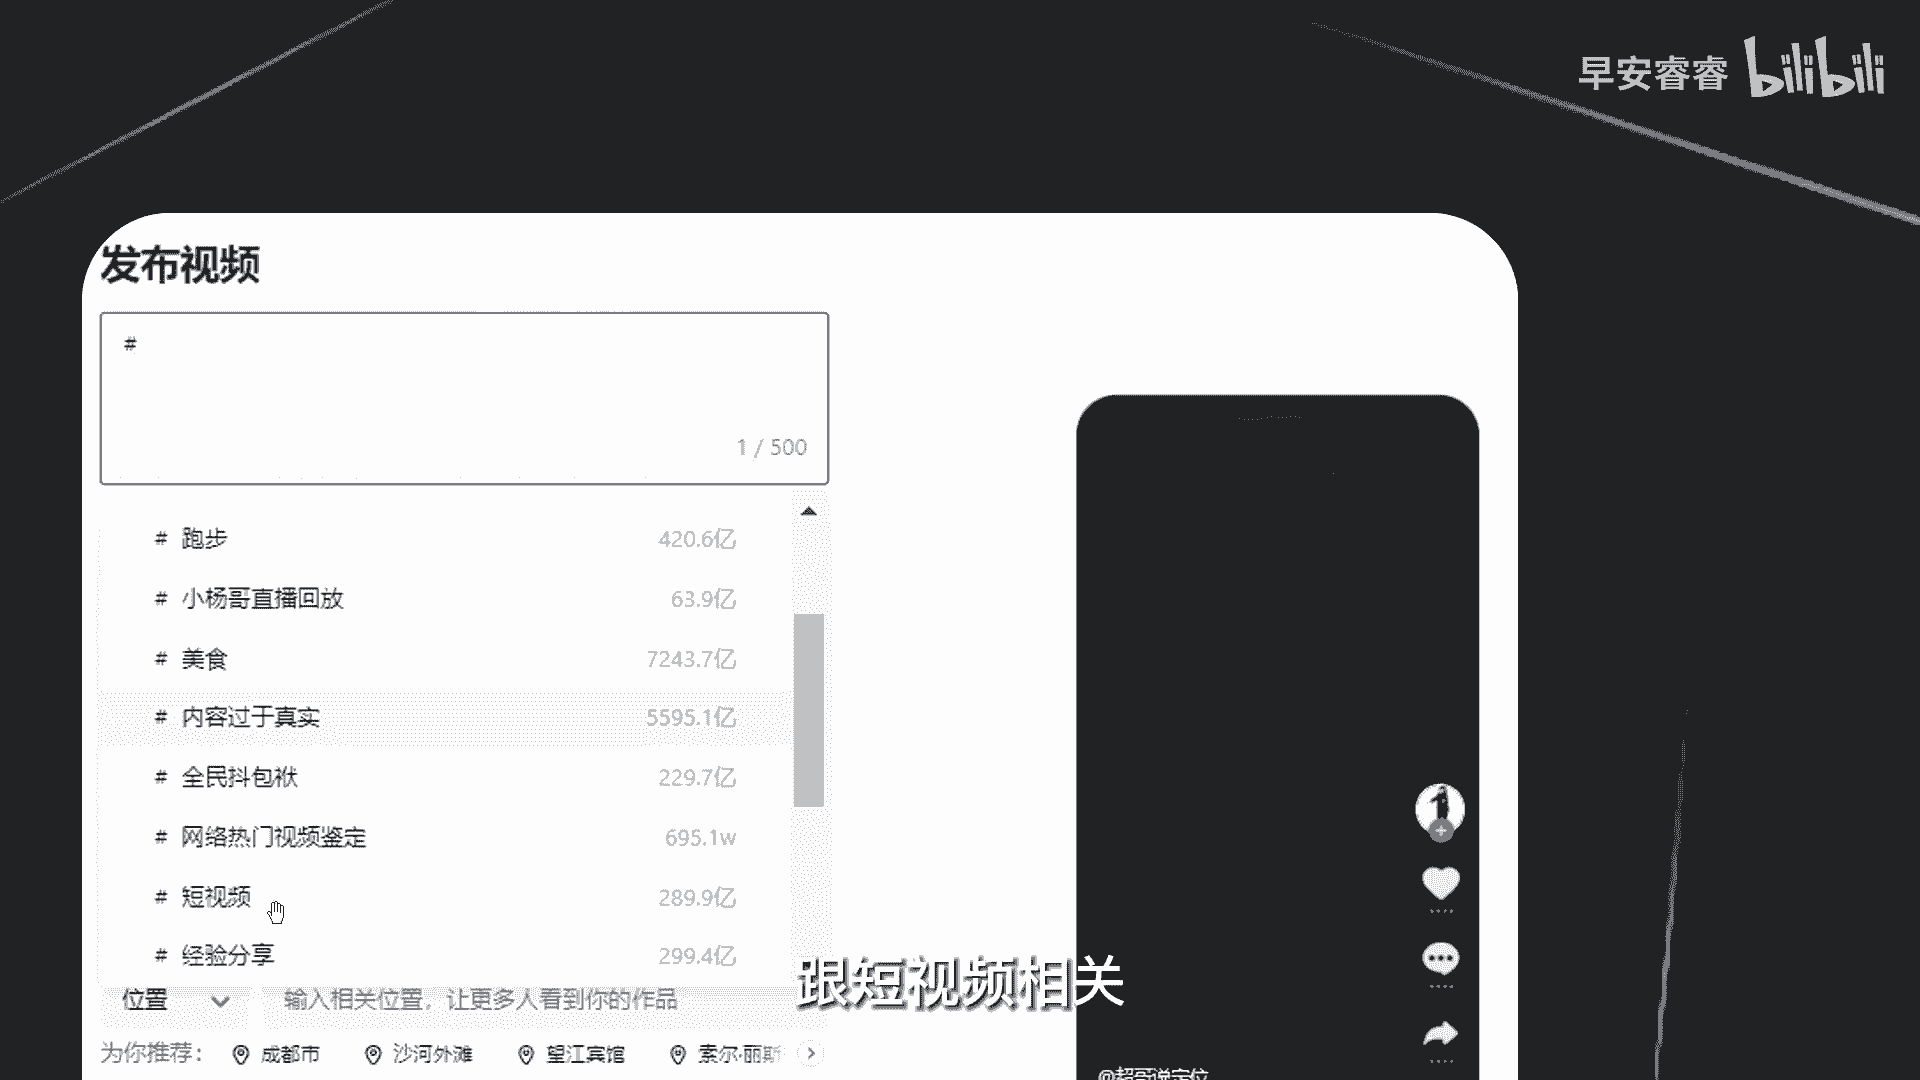 早安睿睿 bilibili
发布视频
#
1 / 500
# 跑步 420.6亿
# 小杨哥直播回放 63.9亿
# 美食 7243.7亿
# 内容过于真实 5595.1亿
# 全民抖包袱 229.7亿
# 网络热门视频鉴定 695.1w
# 短视频 289.9亿
# 经验分享 299.4亿
跟短视频相关
位置 输入相关位置，让更多人看到你的作品
为你推荐： 成都市 沙河外滩 望江宾馆 索尔·丽斯
@超哥说定位